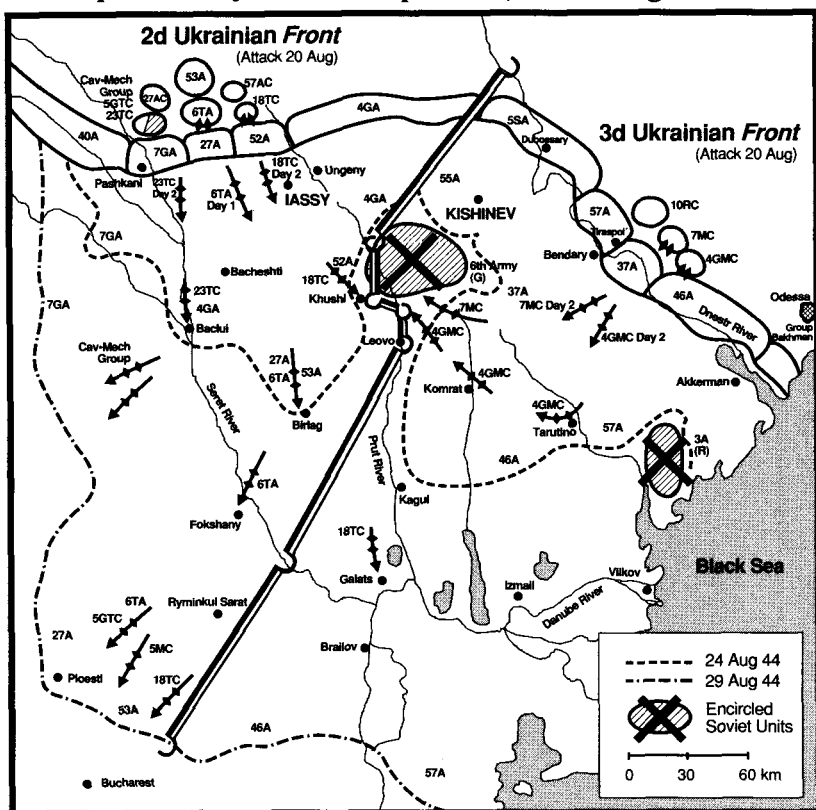 2d Ukrainian Front
(Attack 20 Aug)
Cav-Mech
Group
5GTC
23TC
27AC
53A
57AC
18TC
6TA
40A
7GA
27A
52A
4GA
5SA
Dubossary
3d Ukrainian Front
(Attack 20 Aug)
Pashkani
23TC
Day 2
6TA
Day 1
18TC
Day 2
Ungeny
IASSY
4GA
55A
KISHINEV
57A
10RC
Tiraspol'
7MC
4GMC
Bendary
37A
46A
Dnestr River
Odessa
Group
Bakhman
7GA
52A
18TC
6th Army
(G)
37A
Bacheshti
Khushi
7MC
7MC Day 2
4GMC Day 2
23TC
4GA
Baclui
7GA
Leovo
4GMC
Cav-Mech
Group
27A
6TA
53A
4GMC
Komrat
Akkerman
Seret River
Birlag
4GMC
Tarutino
57A
3A
(R)
46A
Prut River
6TA
Kagul
Fokshany
18TC
Galats
Black Sea
Vilkov
Izmail
Danube River
6TA
Ryminkul Sarat
5GTC
5MC
27A
Brailov
Ploesti
18TC
53A
46A
57A
Bucharest
24 Aug 44
29 Aug 44
Encircled
Soviet Units
0 30 60 km